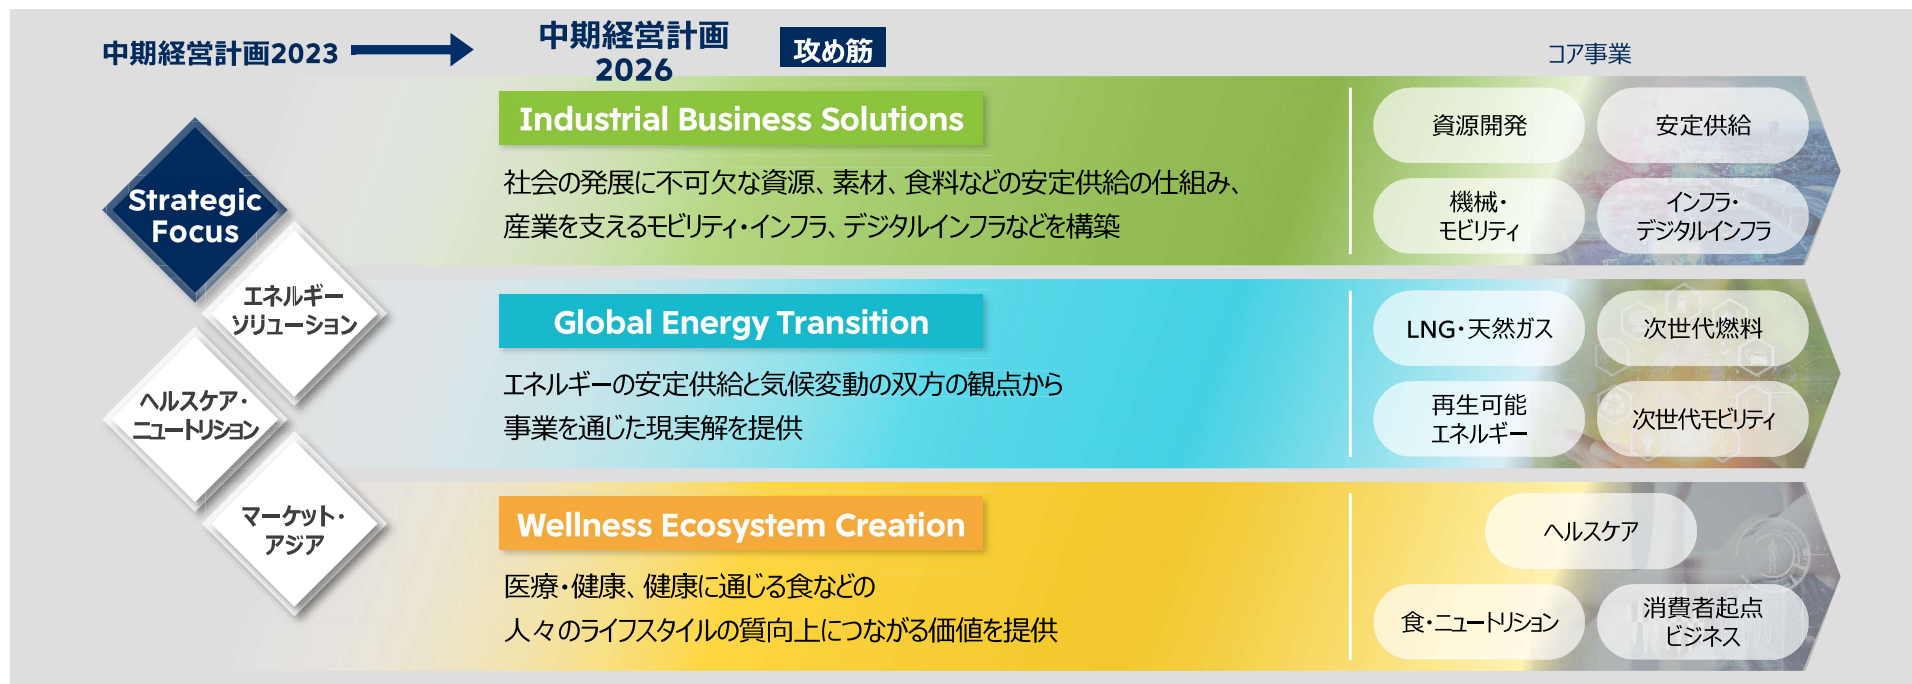 中期経営計画2023
中期経営計画
2026
攻め筋
コア事業
Strategic
Focus
エネルギー
ソリューション
ヘルスケア・
ニュートリション
マーケット・
アジア
Industrial Business Solutions
社会の発展に不可欠な資源、素材、食料などの安定供給の仕組み、
産業を支えるモビリティ・インフラ、デジタルインフラなどを構築
資源開発
安定供給
機械・
モビリティ
インフラ・
デジタルインフラ
Global Energy Transition
エネルギーの安定供給と気候変動の双方の観点から
事業を通じた現実解を提供
LNG・天然ガス
次世代燃料
再生可能
エネルギー
次世代モビリティ
Wellness Ecosystem Creation
医療・健康、健康に通じる食などの
人々のライフスタイルの質向上につながる価値を提供
ヘルスケア
食・ニュートリション
消費者起点
ビジネス